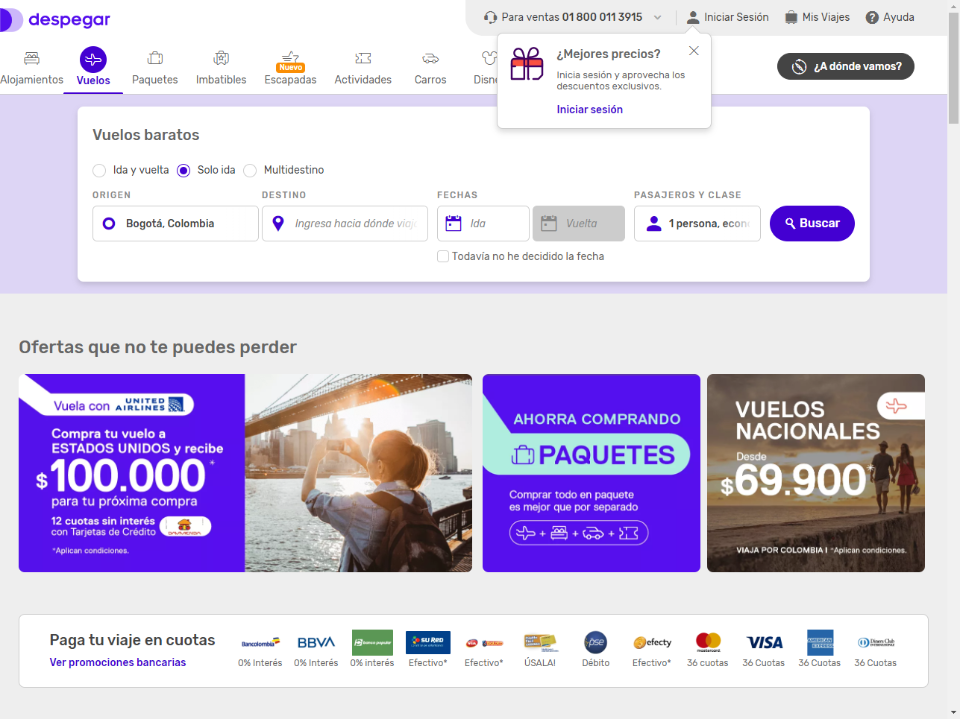 despegar
Para ventas 01 800 011 3915
Iniciar Sesión
Mis Viajes
Ayuda
Alojamientos
Vuelos
Paquetes
Imbatibles
Nuevo
Escapadas
Actividades
Carros
Disne
¿A dónde vamos?
¿Mejores precios?
Inicia sesión y aprovecha los
descuentos exclusivos.
Iniciar sesión
Vuelos baratos
Ida y vuelta
Solo ida
Multidestino
ORIGEN
DESTINO
FECHAS
PASAJEROS Y CLASE
Bogotá, Colombia
Ingresa hacia dónde viaj
Ida
Vuelta
1 persona, econ
Buscar
Todavía no he decidido la fecha
Ofertas que no te puedes perder
Vuela con UNITED
AIRLINES
Compra tu vuelo a
ESTADOS UNIDOS y recibe
$100.000*
para tu próxima compra
12 cuotas sin interés
con Tarjetas de Crédito
DAVIVIENDA
*Aplican condiciones.
AHORRA COMPRANDO
PAQUETES
Comprar todo en paquete
es mejor que por separado
+ + +
VUELOS
NACIONALES
Desde
$69.900*
VIAJA POR COLOMBIA I *Aplican condiciones.
Paga tu viaje en cuotas
Ver promociones bancarias
Bancolombia
0% Interés
BBVA
0% Interés
Banco popular
0% interés
SU RED
Efectivo*
Efectivo*
ÚSALA!
pse
Débito
efecty
Efectivo*
mastercard
36 cuotas
VISA
36 Cuotas
AMERICAN EXPRESS
36 Cuotas
Diners Club
36 Cuotas